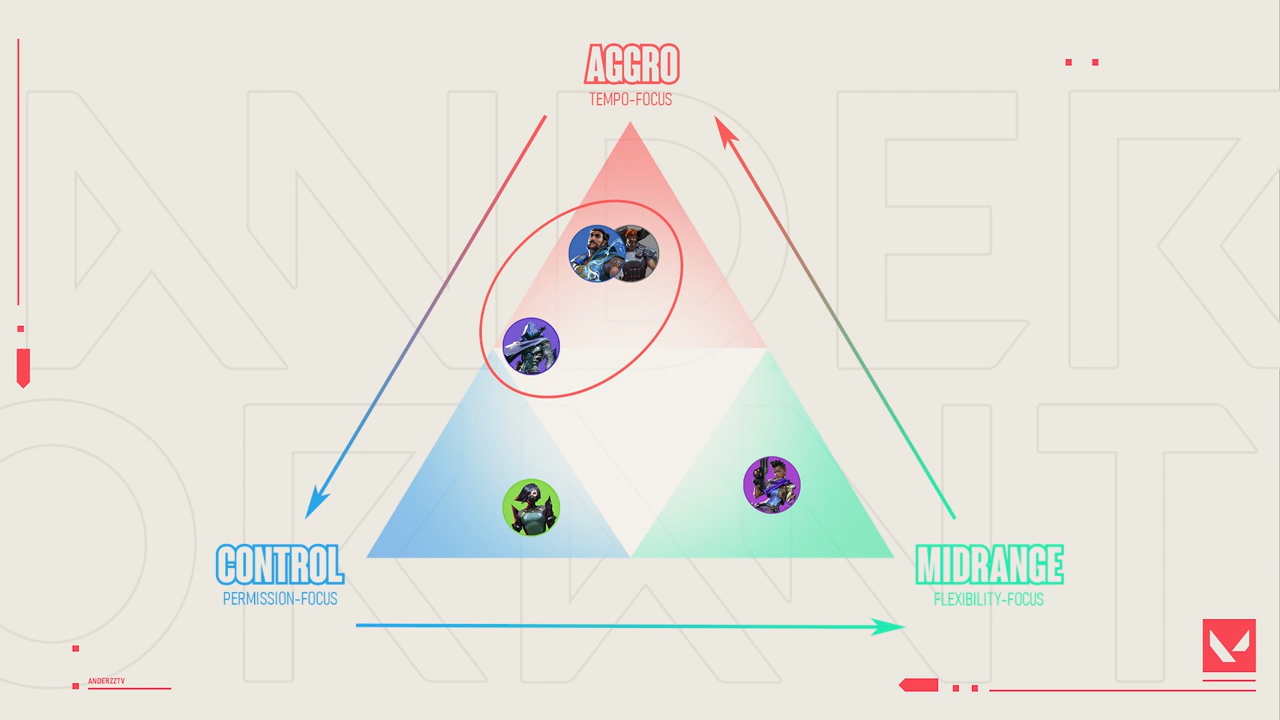 AGGRO
TEMPO-FOCUS
CONTROL
PERMISSION-FOCUS
MIDRANGE
FLEXIBILITY-FOCUS
ANDERZZTV